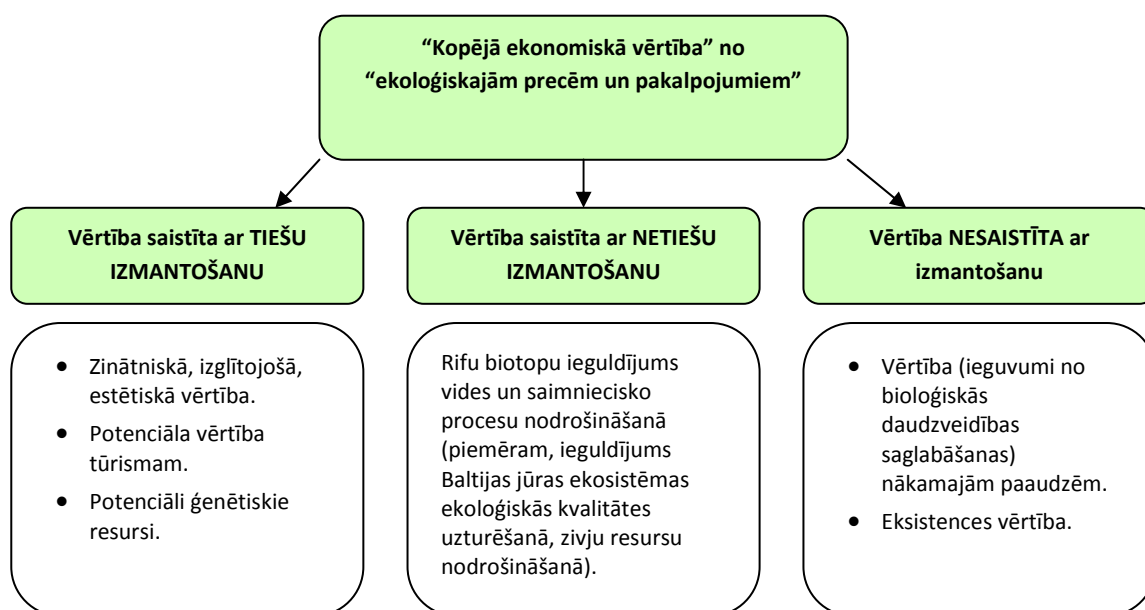 “Kopējā ekonomiskā vērtība” no
“ekoloģiskajām precēm un pakalpojumiem”
Vērtība saistīta ar TIEŠU
IZMANTOŠANU
Vērtība saistīta ar NETIEŠU
IZMANTOŠANU
Vērtība NESAISTĪTA ar
izmantošanu
• Zinātniskā, izglītojošā,
estētiskā vērtība.
• Potenciāla vērtība
tūrismam.
• Potenciāli ģenētiskie
resursi.
Rifu biotopu ieguldījums
vides un saimniecisko
procesu nodrošināšanā
(piemēram, ieguldījums
Baltijas jūras ekosistēmas
ekoloģiskās kvalitātes
uzturēšanā, zivju resursu
nodrošināšanā).
• Vērtība (ieguvumi no
bioloģiskās
daudzveidības
saglabāšanas)
nākamajām paaudzēm.
• Eksistences vērtība.